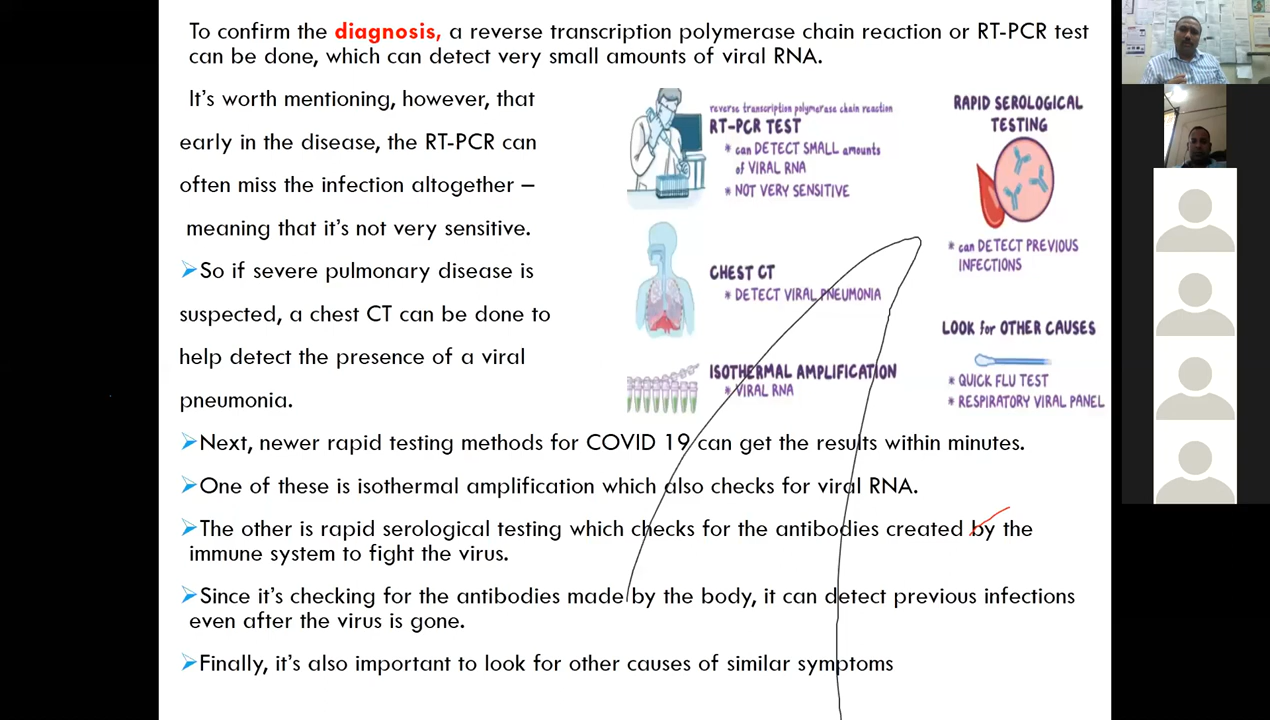 To confirm the diagnosis, a reverse transcription polymerase chain reaction or RT-PCR test
can be done, which can detect very small amounts of viral RNA.
It's worth mentioning, however, that
early in the disease, the RT-PCR can
often miss the infection altogether –
meaning that it's not very sensitive.
➢So if severe pulmonary disease is
suspected, a chest CT can be done to
help detect the presence of a viral
pneumonia.
reverse transcription polymerase chain reaction
RT-PCR TEST
* can DETECT SMALL amounts
of VIRAL RNA
* NOT VERY SENSITIVE
CHEST CT
* DETECT VIRAL PNEUMONIA
ISOTHERMAL AMPLIFICATION
* VIRAL RNA
RAPID SEROLOGICAL
TESTING
* can DETECT PREVIOUS
INFECTIONS
LOOK for OTHER CAUSES
* QUICK FLU TEST
* RESPIRATORY VIRAL PANEL
➢Next, newer rapid testing methods for COVID 19 can get the results within minutes.
➢One of these is isothermal amplification which also checks for viral RNA.
➢The other is rapid serological testing which checks for the antibodies created by the
immune system to fight the virus.
➢Since it's checking for the antibodies made by the body, it can detect previous infections
even after the virus is gone.
➢Finally, it's also important to look for other causes of similar symptoms